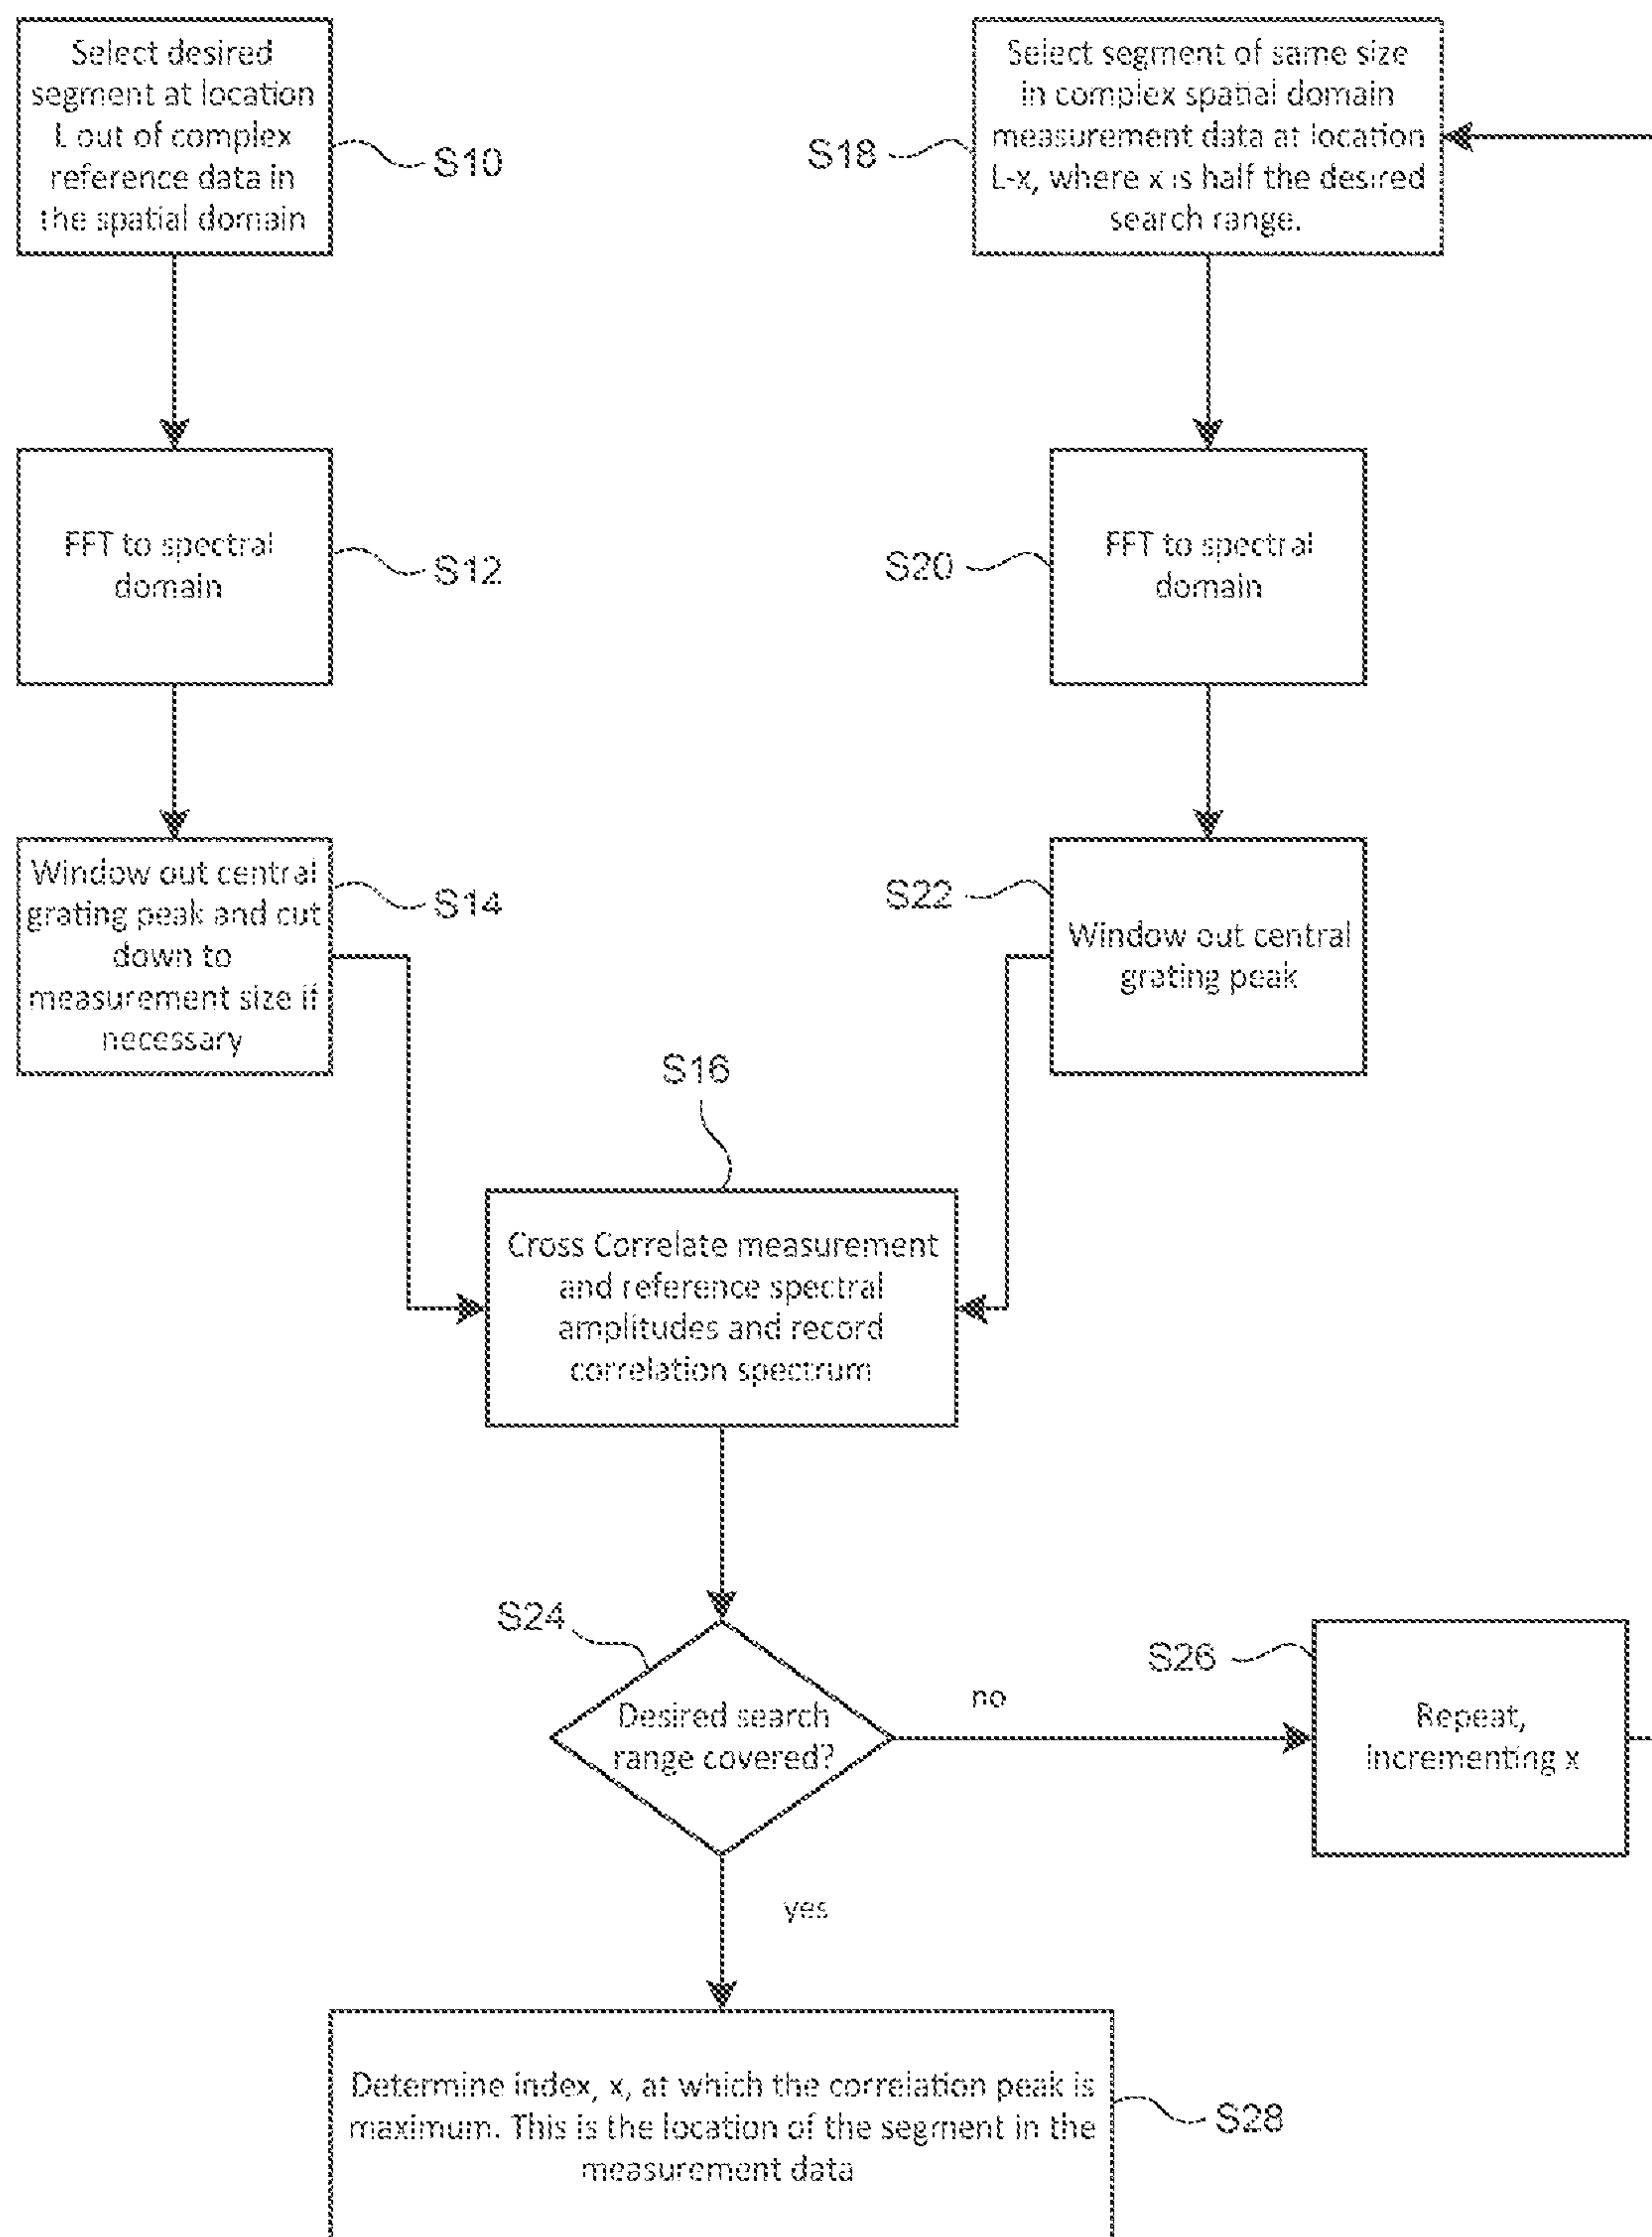 Select desired
segment at location
L out of complex
reference data in
the spatial domain
S10
Select segment of same size
in complex spatial domain
measurement data at location
L-x, where x is half the desired
search range.
S18
FFT to spectral
domain
S12
FFT to spectral
domain
S20
Window out central
grating peak and cut
down to
measurement size if
necessary
S14
Window out central
grating peak
S22
S16
Cross Correlate measurement
and reference spectral
amplitudes and record
correlation spectrum
S24
Desired search
range covered?
no
S26
Repeat,
incrementing x
yes
Determine index, x, at which the correlation peak is
maximum. This is the location of the segment in the
measurement data
S28